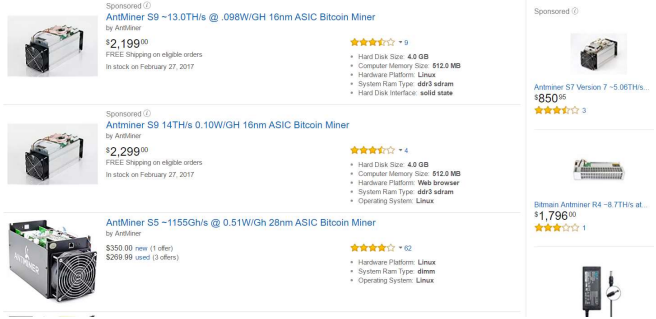 Sponsored
AntMiner S9 ~13.0TH/s @ .098W/GH 16nm ASIC Bitcoin Miner
by AntMiner
$2,199 00
FREE Shipping on eligible orders
In stock on February 27, 2017
9
Hard Disk Size: 4.0 GB
Computer Memory Size: 512.0 MB
Hardware Platform: Linux
System Ram Type: ddr3 sdram
Hard Disk Interface: solid state
Sponsored
Antminer S9 14TH/s 0.10W/GH 16nm ASIC Bitcoin Miner
by AntMiner
$2,299 00
FREE Shipping on eligible orders
In stock on February 27, 2017
4
Hard Disk Size: 4.0 GB
Computer Memory Size: 512.0 MB
Hardware Platform: Web browser
System Ram Type: ddr3 sdram
Operating System: Linux
AntMiner S5 ~1155Gh/s @ 0.51W/Gh 28nm ASIC Bitcoin Miner
by AntMiner
$350.00 new (1 offer)
$269.99 used (3 offers)
62
Hardware Platform: Linux
System Ram Type: dimm
Operating System: Linux
ANTMINER
Sponsored
Antminer S7 Version 7 ~5.06TH/s...
$850 95
3
Bitmain Antminer R4 ~8.7TH/s at...
$1,796 00
1